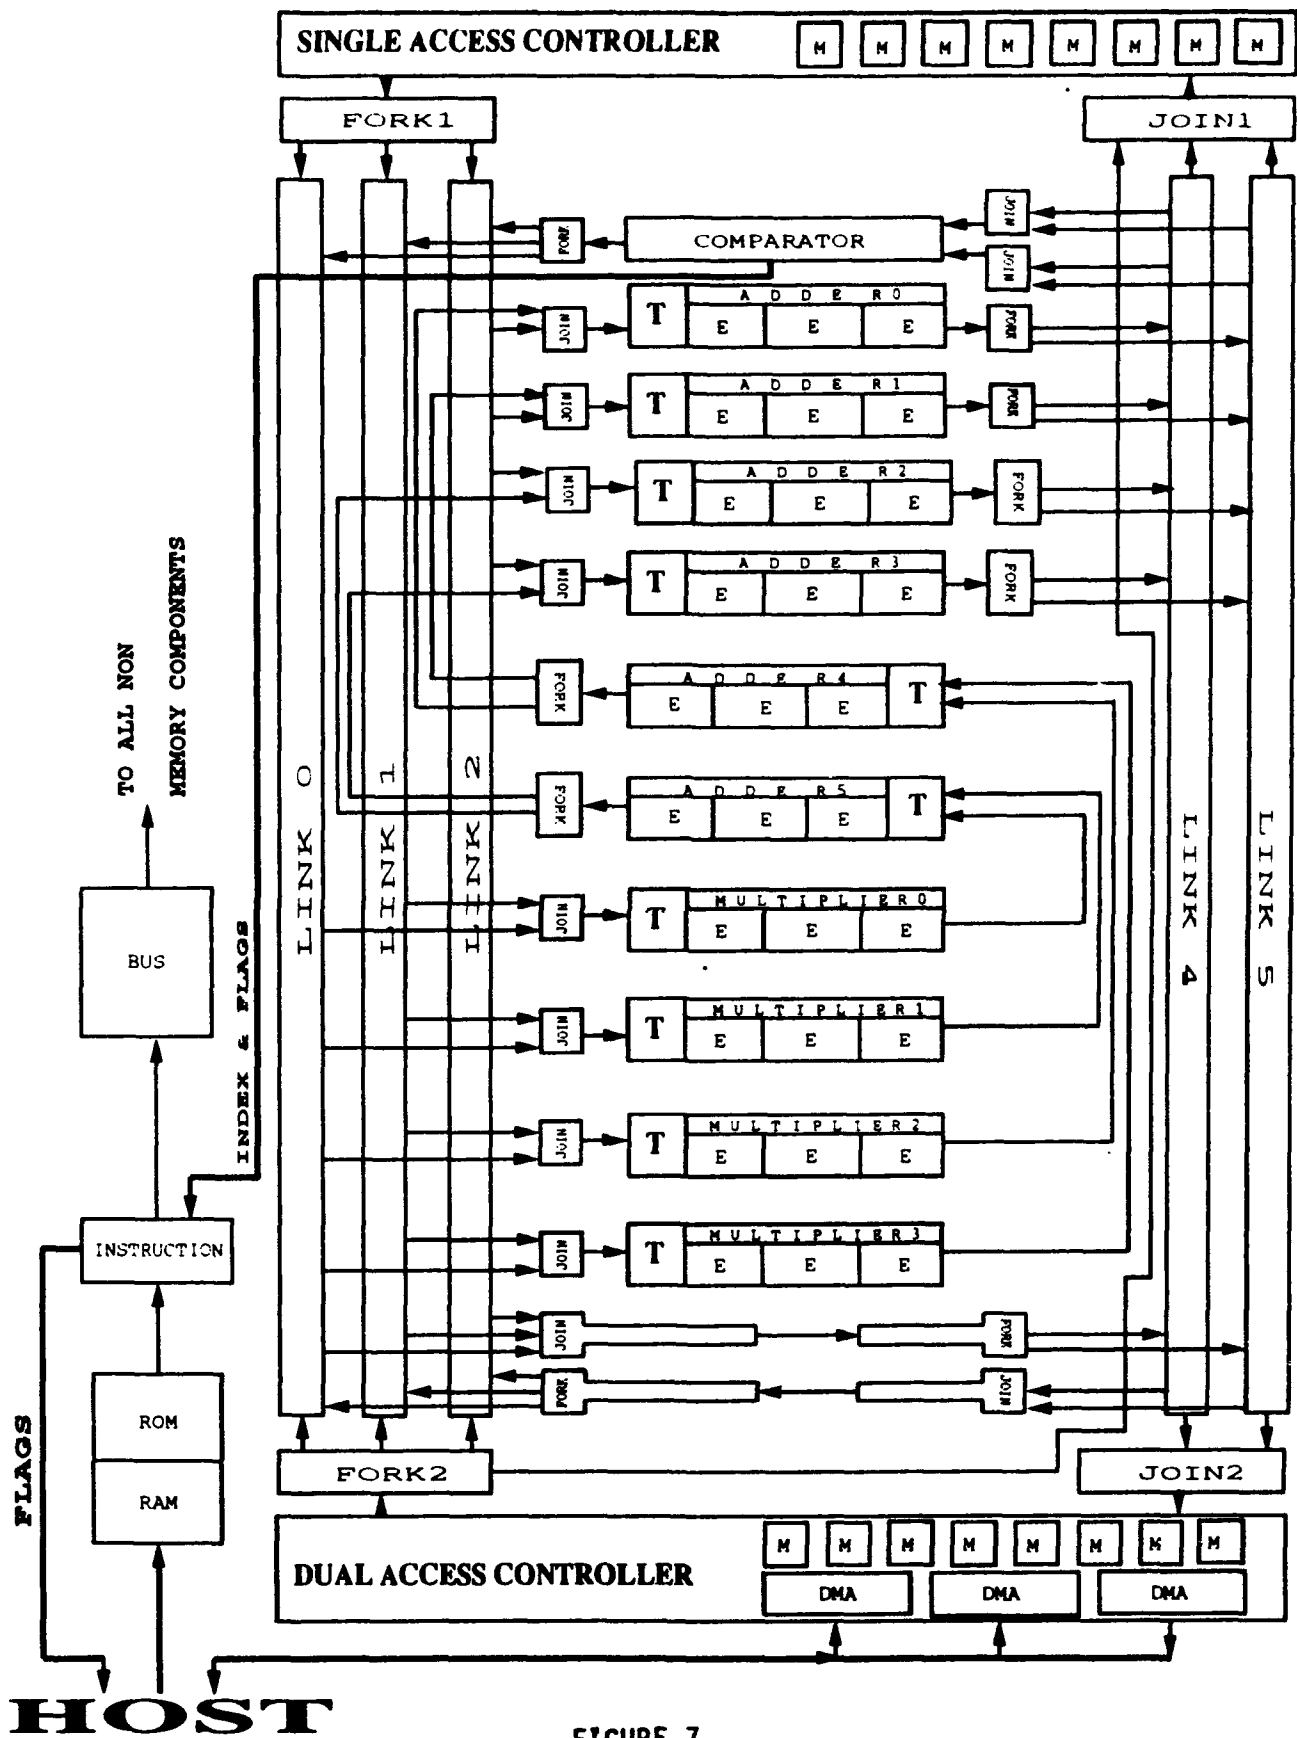 SINGLE ACCESS CONTROLLER M M M M M M M M
FORK1 JOIN1
JOIN
FORK COMPARATOR
JOIN
ADDER0
JOIN T E E E FORK
ADDER1
JOIN T E E E FORK
ADDER2
JOIN T E E E FORK
ADDER3
JOIN T E E E FORK
ADDER4
FORK E E E T
ADDER5
FORK E E E T
MULTIPLIER0
JOIN T E E E
MULTIPLIER1
JOIN T E E E
MULTIPLIER2
JOIN T E E E
MULTIPLIER3
JOIN T E E E
JOIN FORK
FORK JOIN
LINK 0
LINK 1
LINK 2
LINK 4
LINK 5
TO ALL NON
MEMORY COMPONENTS
BUS
INDEX & FLAGS
INSTRUCTION
ROM
RAM
FLAGS
FORK2 JOIN2
M M M M M M M M
DUAL ACCESS CONTROLLER
DMA DMA DMA
HOST
FIGURE 7